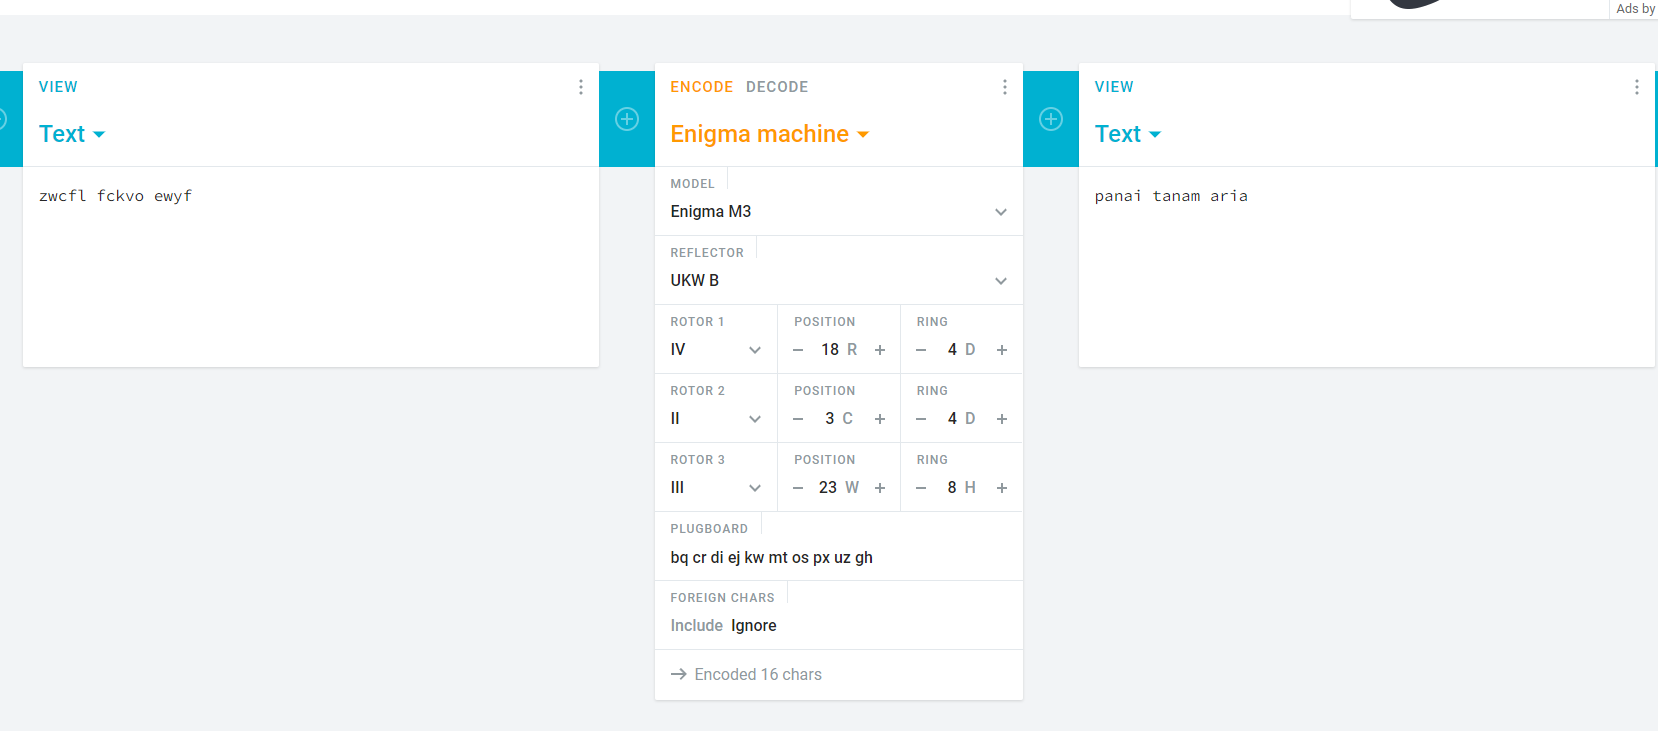 Ads by
VIEW
Text
zwcfl fckvo ewyf
ENCODE DECODE
Enigma machine
MODEL
Enigma M3
REFLECTOR
UKW B
ROTOR 1 POSITION RING
IV − 18 R + − 4 D +
ROTOR 2 POSITION RING
II − 3 C + − 4 D +
ROTOR 3 POSITION RING
III − 23 W + − 8 H +
PLUGBOARD
bq cr di ej kw mt os px uz gh
FOREIGN CHARS
Include Ignore
→ Encoded 16 chars
VIEW
Text
panai tanam aria